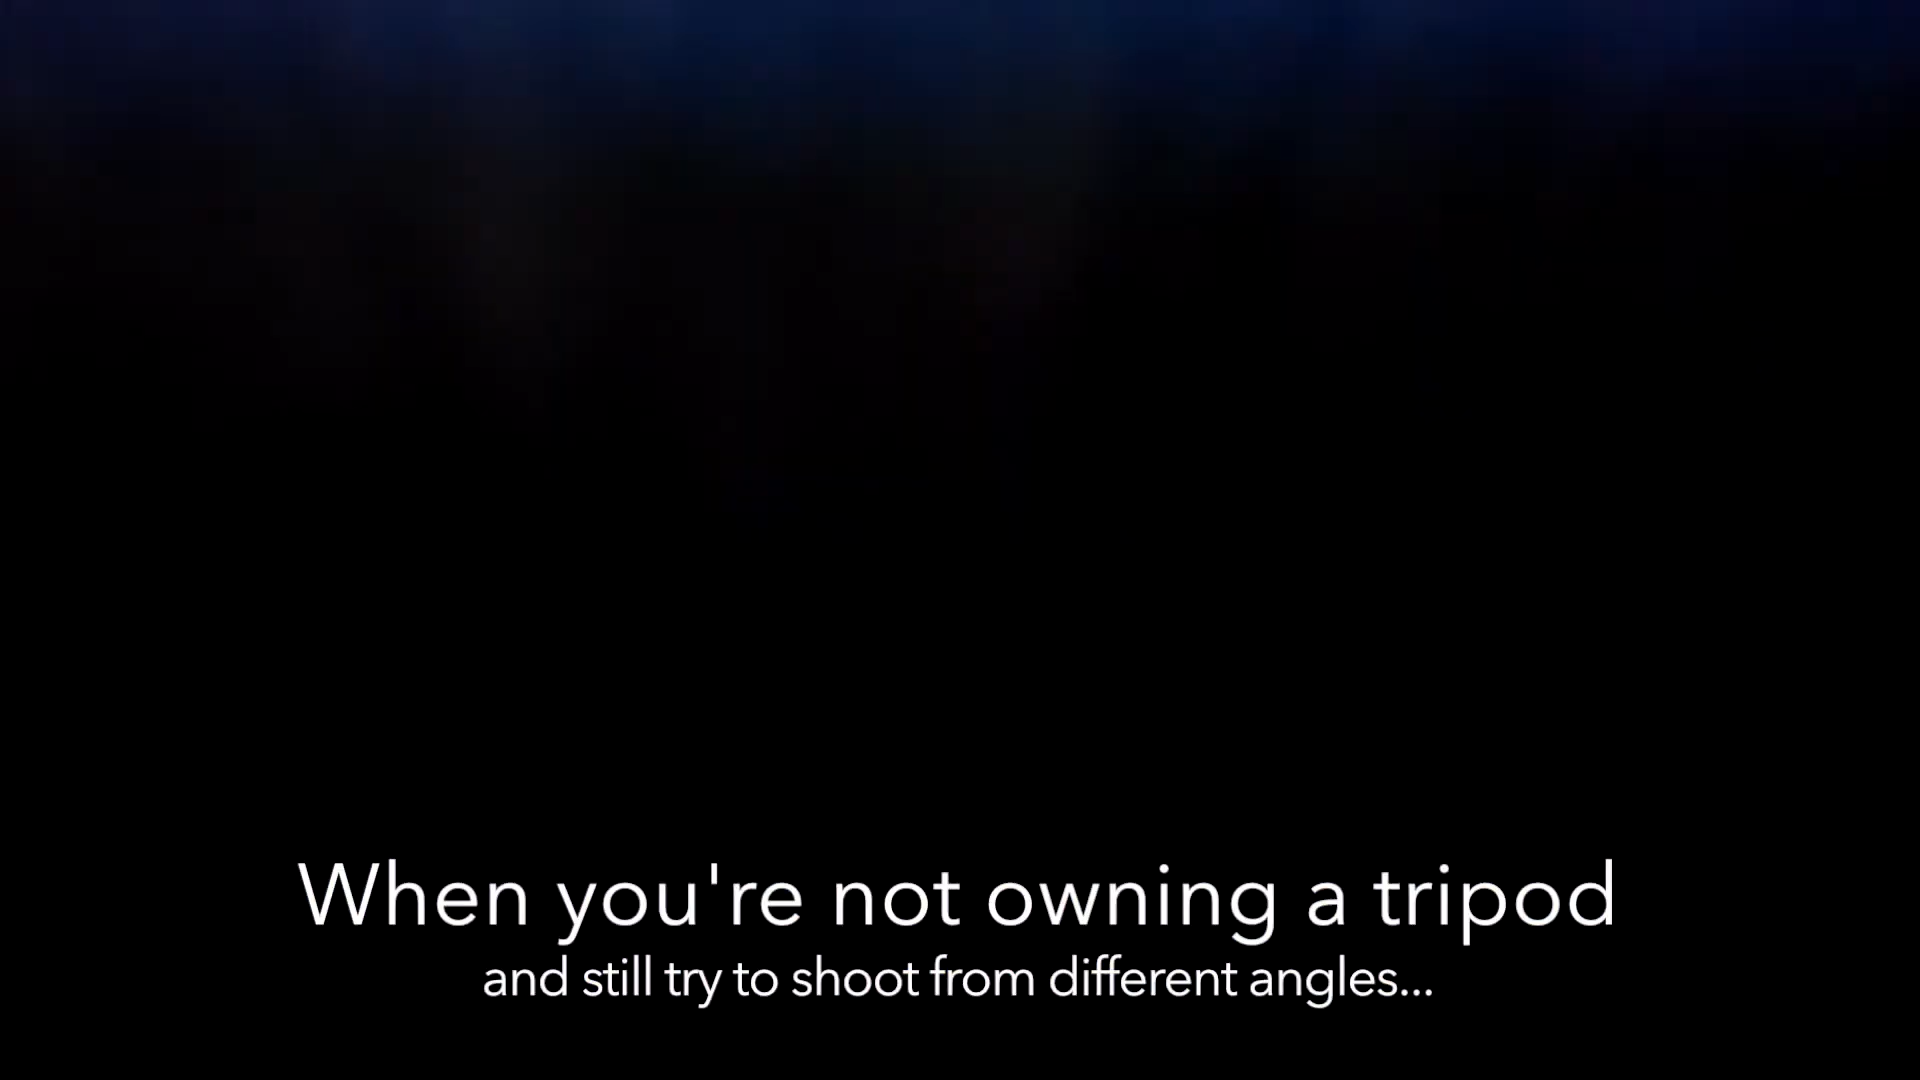 When you're not owning a tripod
and still try to shoot from different angles...